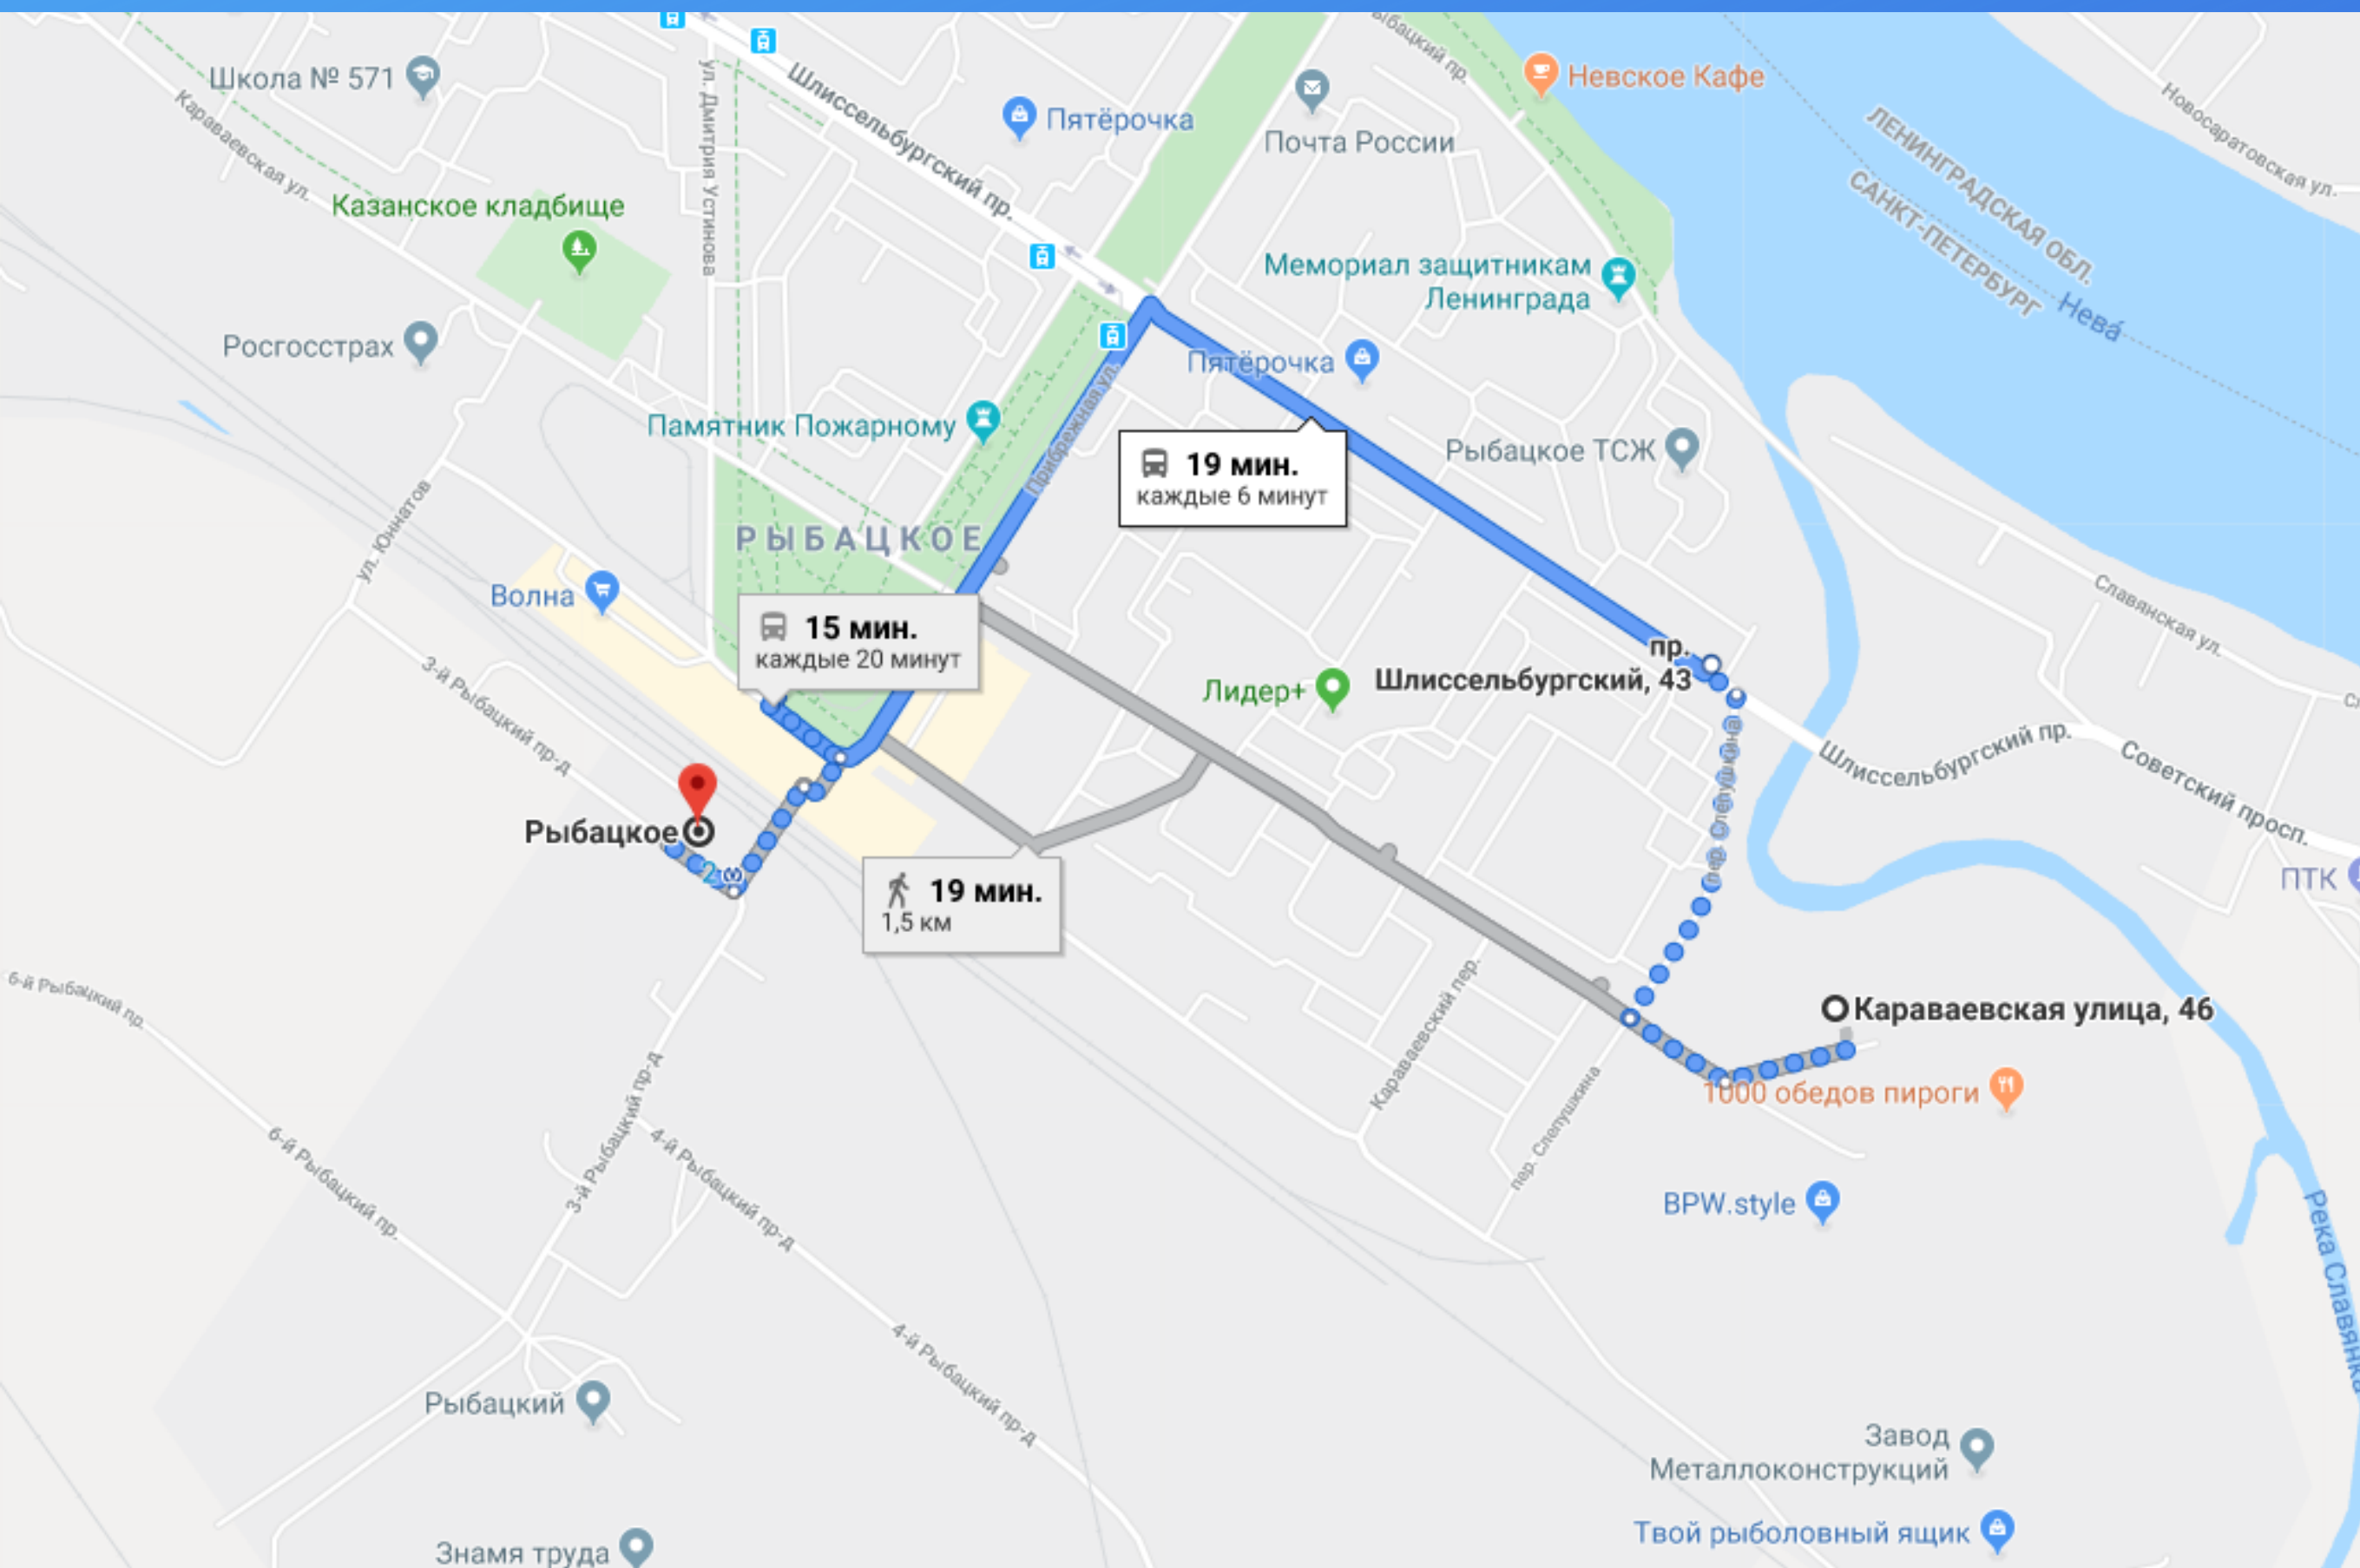 Рыбацкий пр.
Невское Кафе
Школа № 571
ул. Дмитрия Устинова
Шлиссельбургский пр.
Пятёрочка
Почта России
Новосаратовская ул.
Караваевская ул.
ЛЕНИНГРАДСКАЯ ОБЛ.
САНКТ-ПЕТЕРБУРГ
Нева
Казанское кладбище
Мемориал защитникам
Ленинграда
Росгосстрах
Пятёрочка
Памятник Пожарному
Прибрежная ул.
19 мин.
каждые 6 минут
Рыбацкое ТСЖ
ул. Юннатов
РЫБАЦКОЕ
Волна
15 мин.
каждые 20 минут
Славянская ул.
пр.
Шлиссельбургский, 43
Лидер+
3-й Рыбацкий пр-д
пер. Слепушкина
Шлиссельбургский пр.
Советский просп.
Рыбацкое
2
19 мин.
1,5 км
ПТК
6-й Рыбацкий пр.
Караваевский пер.
Караваевская улица, 46
1000 обедов пироги
пер. Слепушкина
3-й Рыбацкий пр-д
6-й Рыбацкий пр.
4-й Рыбацкий пр-д
BPW.style
Река Славянка
4-й Рыбацкий пр-д
Рыбацкий
Завод
Металлоконструкций
Твой рыболовный ящик
Знамя труда